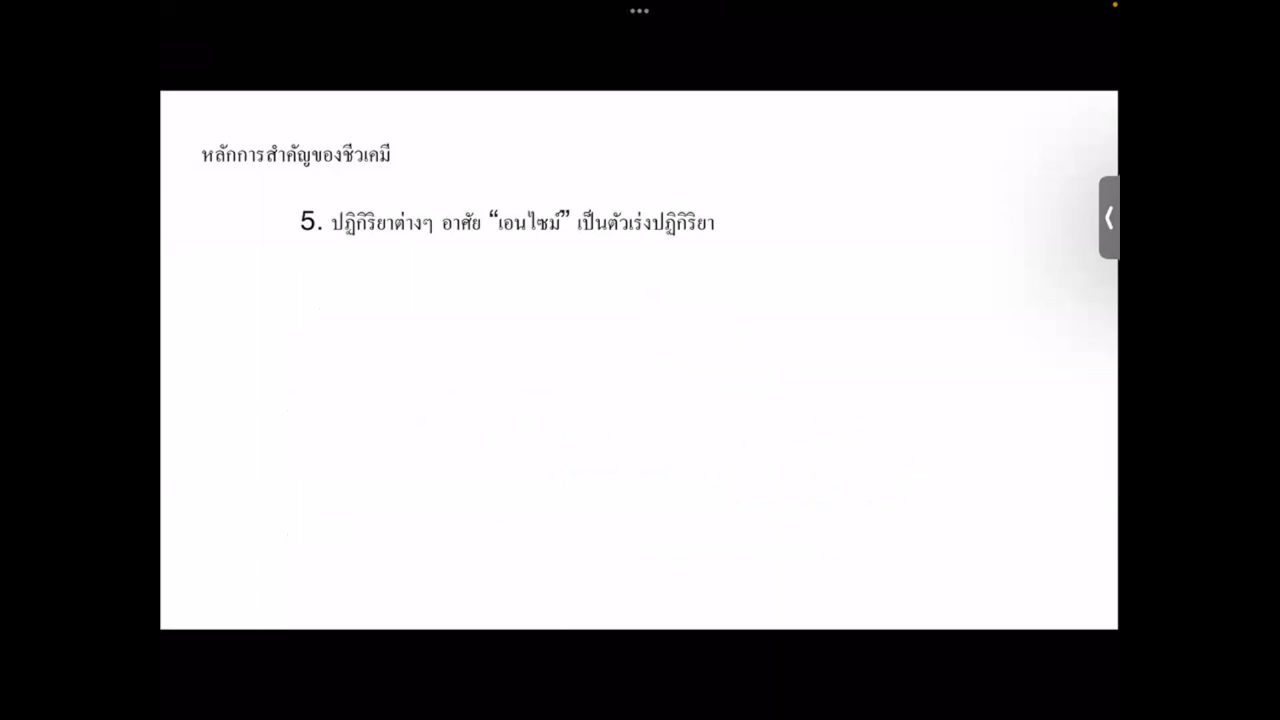 หลักการสำคัญของชีวเคมี
5. ปฏิกิริยาต่างๆ อาศัย “เอนไซม์” เป็นตัวเร่งปฏิกิริยา